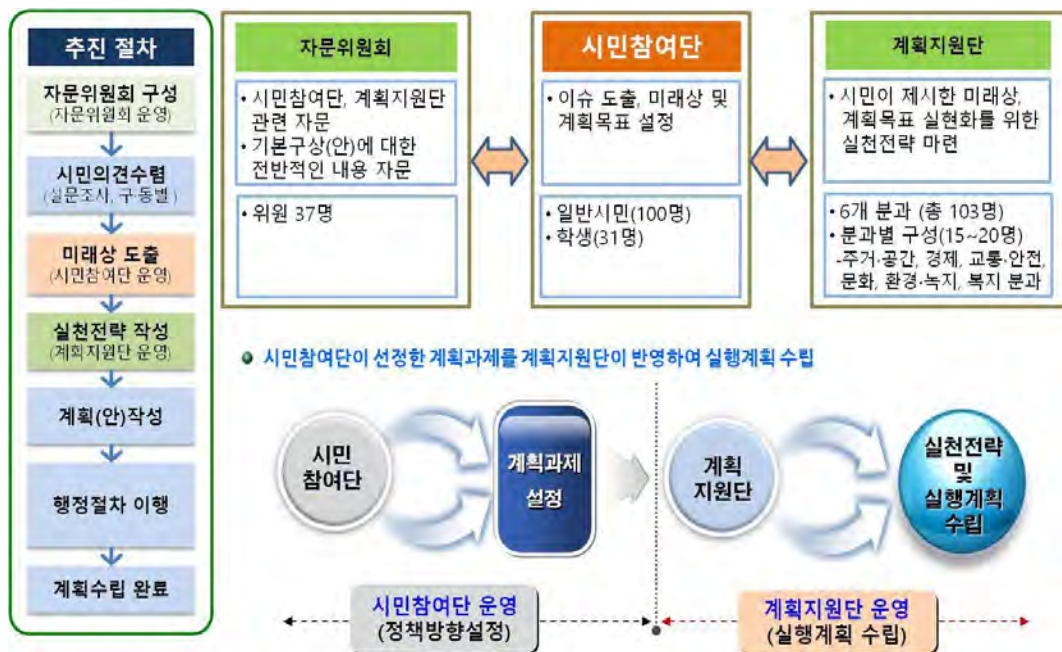 추진 절차
자문위원회 구성
(자문위원회 운영)
시민의견수렴
(설문조사, 구·동별)
미래상 도출
(시민참여단 운영)
실천전략 작성
(계획지원단 운영)
계획(안)작성
행정절차 이행
계획수립 완료
자문위원회
• 시민참여단, 계획지원단
관련 자문
• 기본구상(안)에 대한
전반적인 내용 자문
• 위원 37명
시민참여단
• 이슈 도출, 미래상 및
계획목표 설정
• 일반시민(100명)
• 학생(31명)
계획지원단
• 시민이 제시한 미래상,
계획목표 실현화를 위한
실천전략 마련
• 6개 분과 (총 103명)
• 분과별 구성(15~20명)
-주거·공간, 경제, 교통·안전,
문화, 환경·녹지, 복지 분과
시민참여단이 선정한 계획과제를 계획지원단이 반영하여 실행계획 수립
시민
참여단
계획과제
설정
계획
지원단
실천전략
및
실행계획
수립
시민참여단 운영
(정책방향설정)
계획지원단 운영
(실행계획 수립)